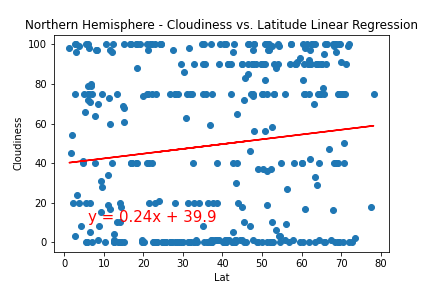 Northern Hemisphere - Cloudiness vs. Latitude Linear Regression
100
80
60
40
20
0
Cloudiness
y = 0.24x + 39.9
0 10 20 30 40 50 60 70 80
Lat